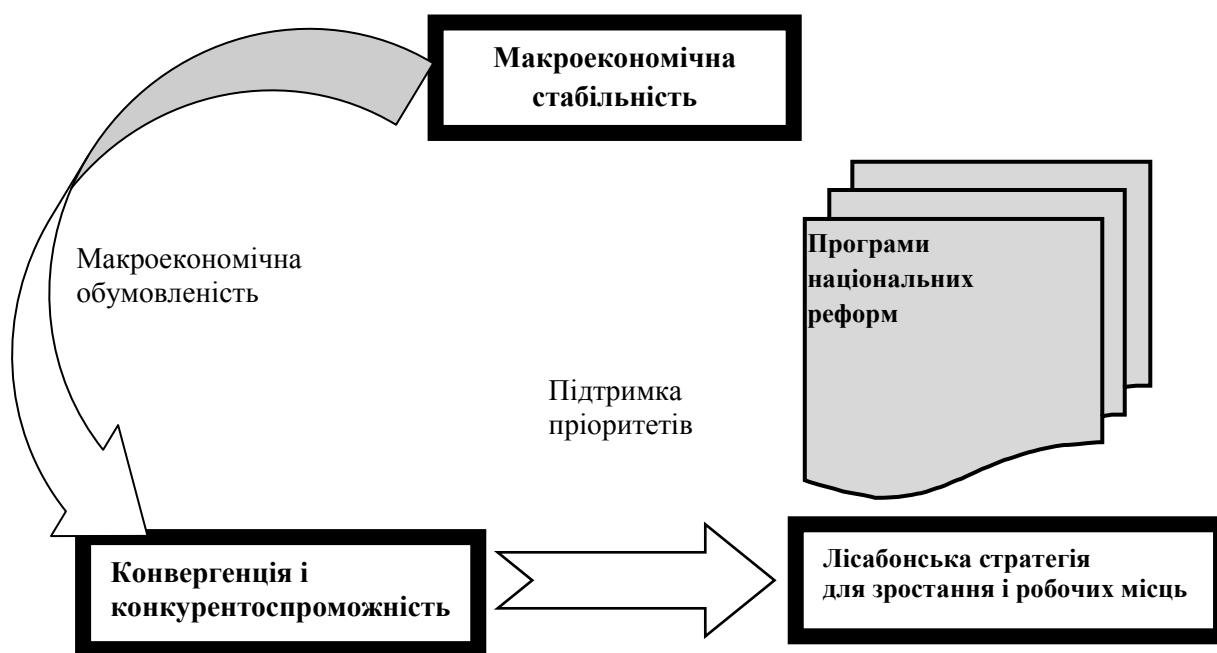 Макроекономічна
стабільність
Макроекономічна
обумовленість
Програми
національних
реформ
Підтримка
пріоритетів
Конвергенція і
конкурентоспроможність
Лісабонська стратегія
для зростання і робочих місць